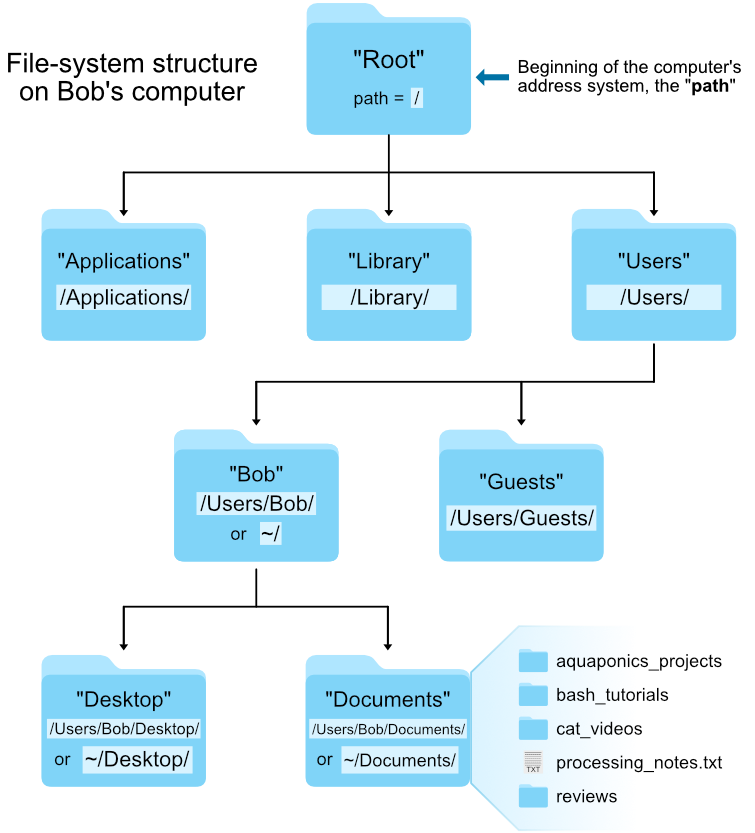 File-system structure
on Bob's computer
"Root"
path = /
Beginning of the computer's
address system, the "path"
"Applications"
/Applications/
"Library"
/Library/
"Users"
/Users/
"Bob"
/Users/Bob/
or ~/
"Guests"
/Users/Guests/
"Desktop"
/Users/Bob/Desktop/
or ~/Desktop/
"Documents"
/Users/Bob/Documents/
or ~/Documents/
aquaponics_projects
bash_tutorials
cat_videos
TXT
processing_notes.txt
reviews